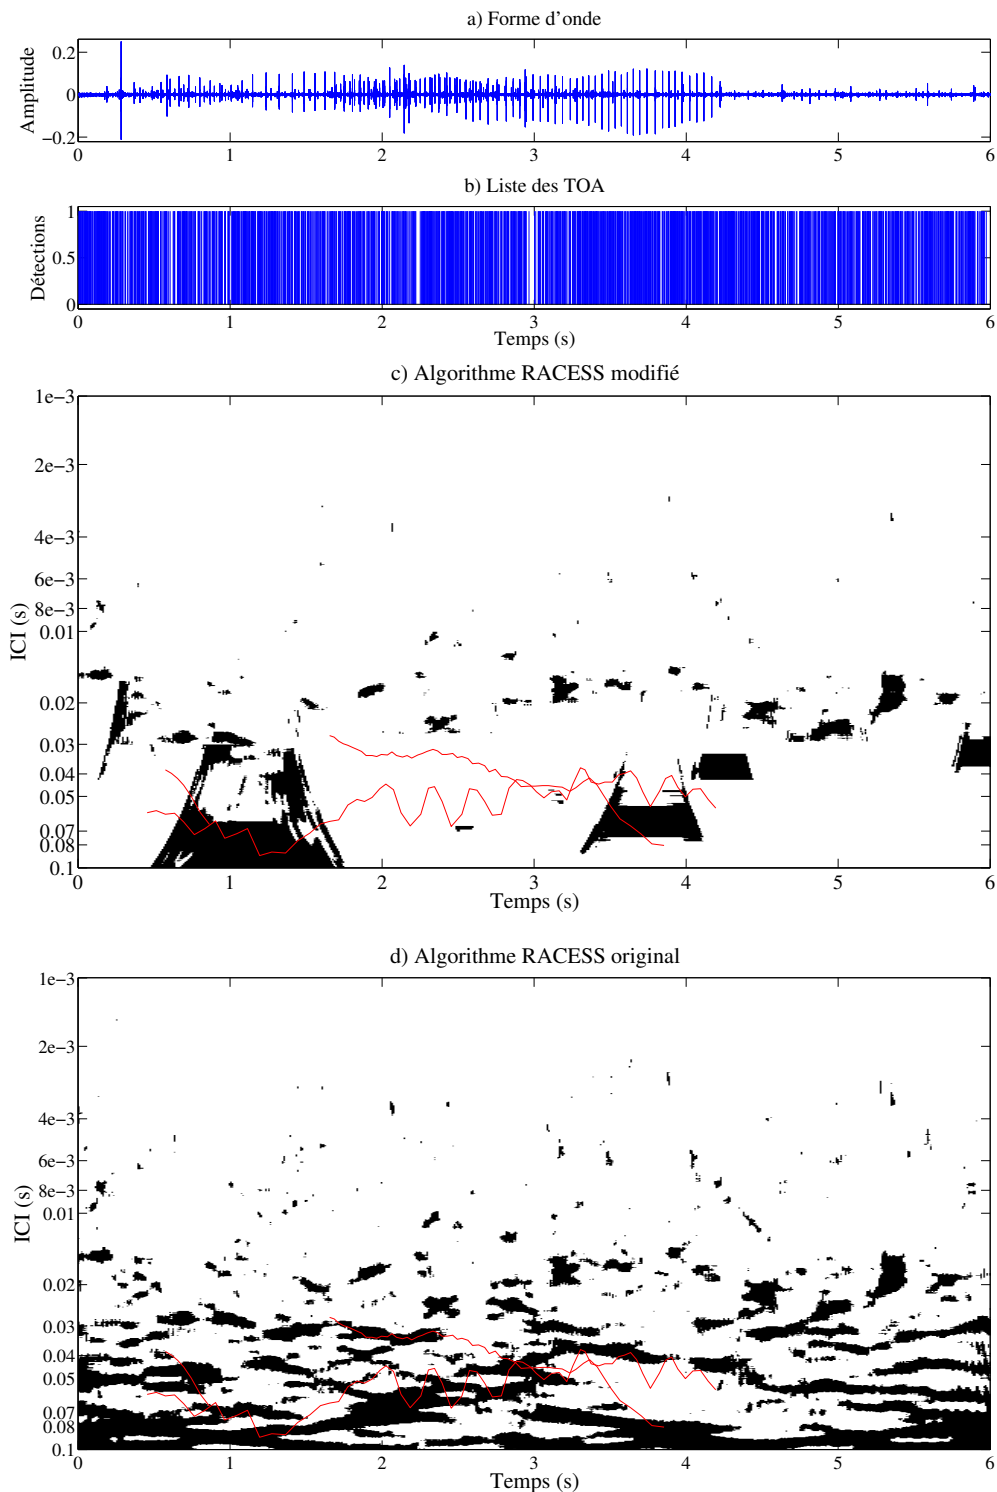 a) Forme d'onde
Amplitude
0.2
0
−0.2
0 1 2 3 4 5 6
b) Liste des TOA
Détections
1
0.5
0
0 1 2 3 4 5 6
Temps (s)
c) Algorithme RACESS modifié
ICI (s)
1e−3
2e−3
4e−3
6e−3
8e−3
0.01
0.02
0.03
0.04
0.05
0.07
0.08
0.1
0 1 2 3 4 5 6
Temps (s)
d) Algorithme RACESS original
ICI (s)
1e−3
2e−3
4e−3
6e−3
8e−3
0.01
0.02
0.03
0.04
0.05
0.07
0.08
0.1
0 1 2 3 4 5 6
Temps (s)